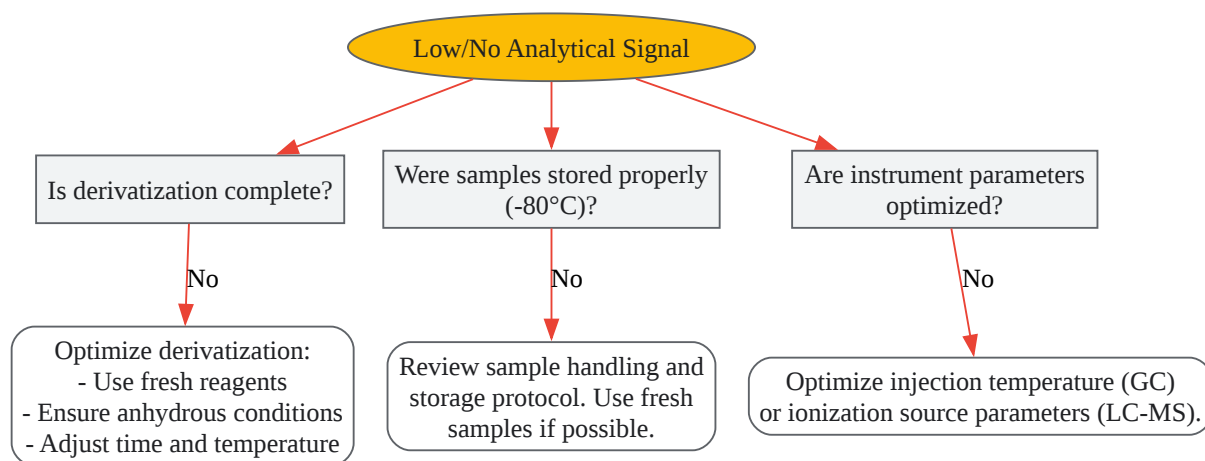 Low/No Analytical Signal
Is derivatization complete?
Were samples stored properly
(-80°C)?
Are instrument parameters
optimized?
No
No
No
Optimize derivatization:
- Use fresh reagents
- Ensure anhydrous conditions
- Adjust time and temperature
Review sample handling and
storage protocol. Use fresh
samples if possible.
Optimize injection temperature (GC)
or ionization source parameters (LC-MS).